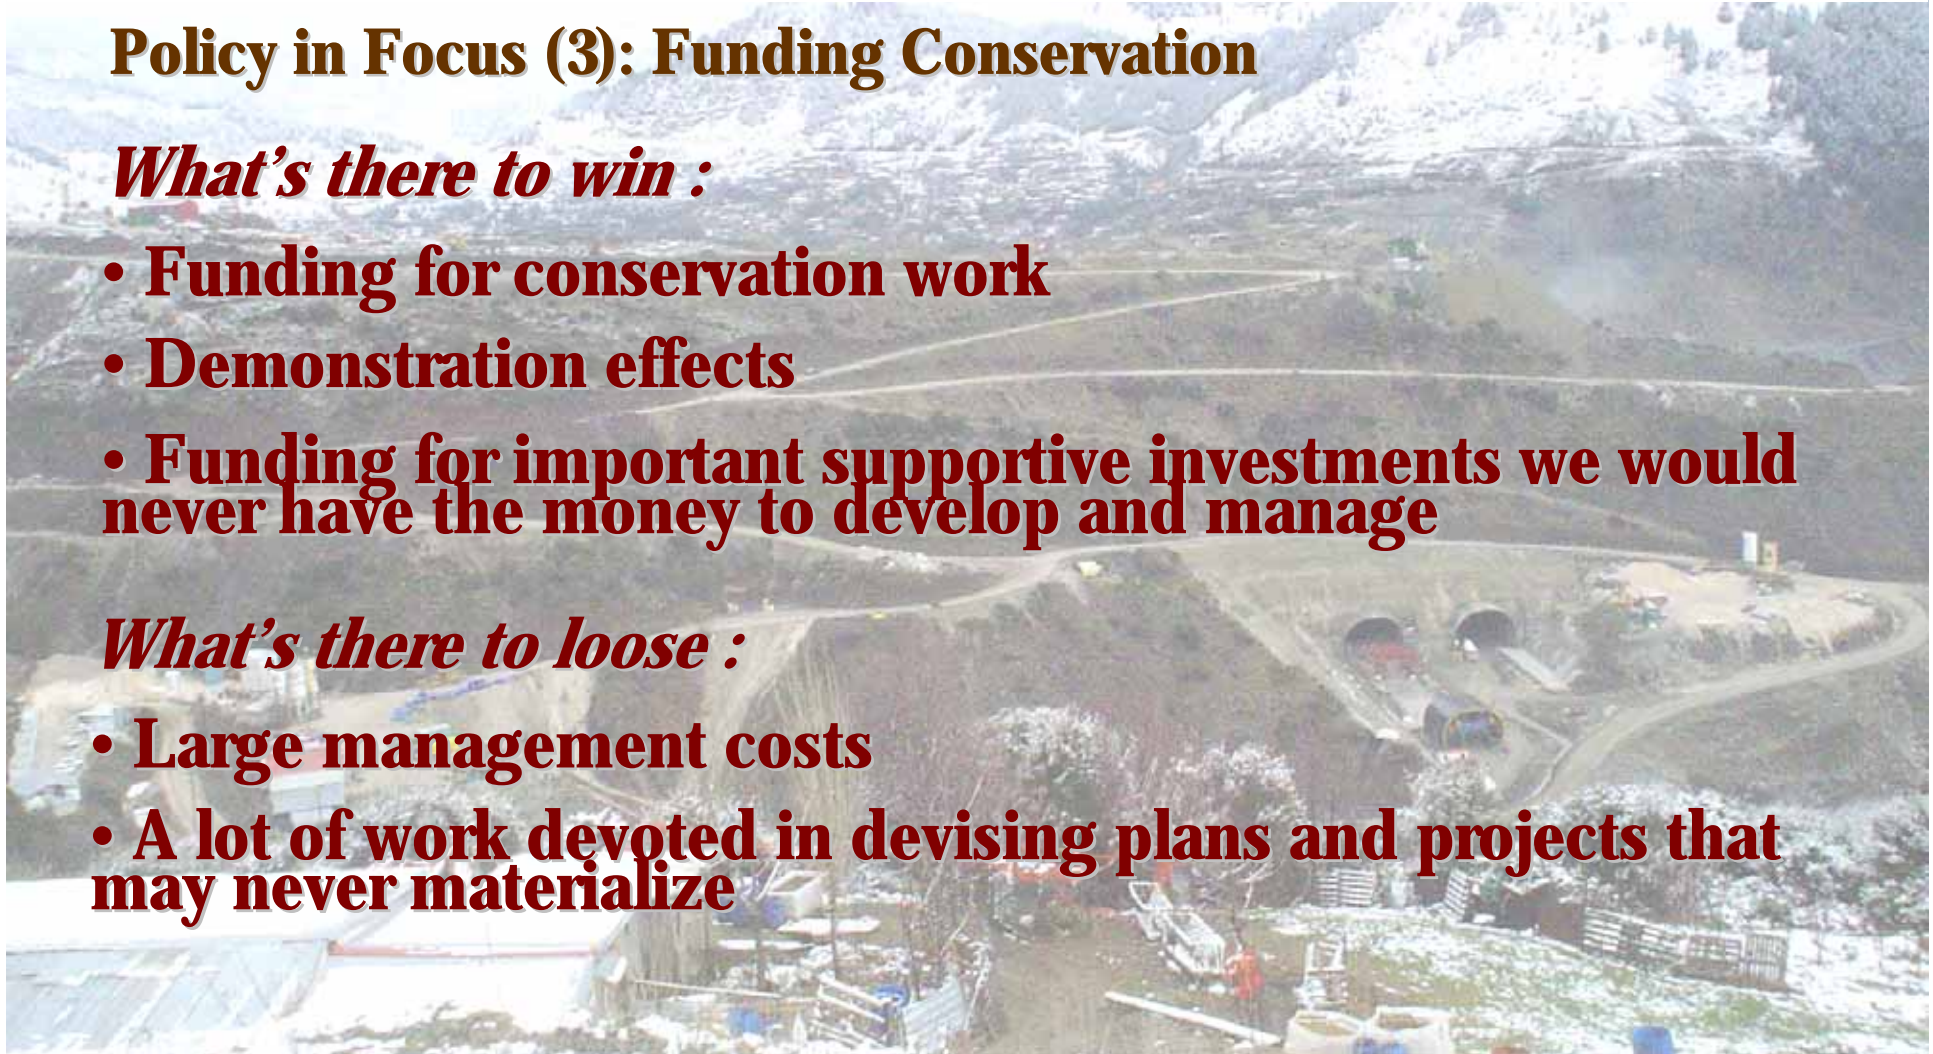 Policy in Focus (3): Funding Conservation
What’s there to win :
• Funding for conservation work
• Demonstration effects
• Funding for important supportive investments we would
never have the money to develop and manage
What’s there to loose :
• Large management costs
• A lot of work devoted in devising plans and projects that
may never materialize